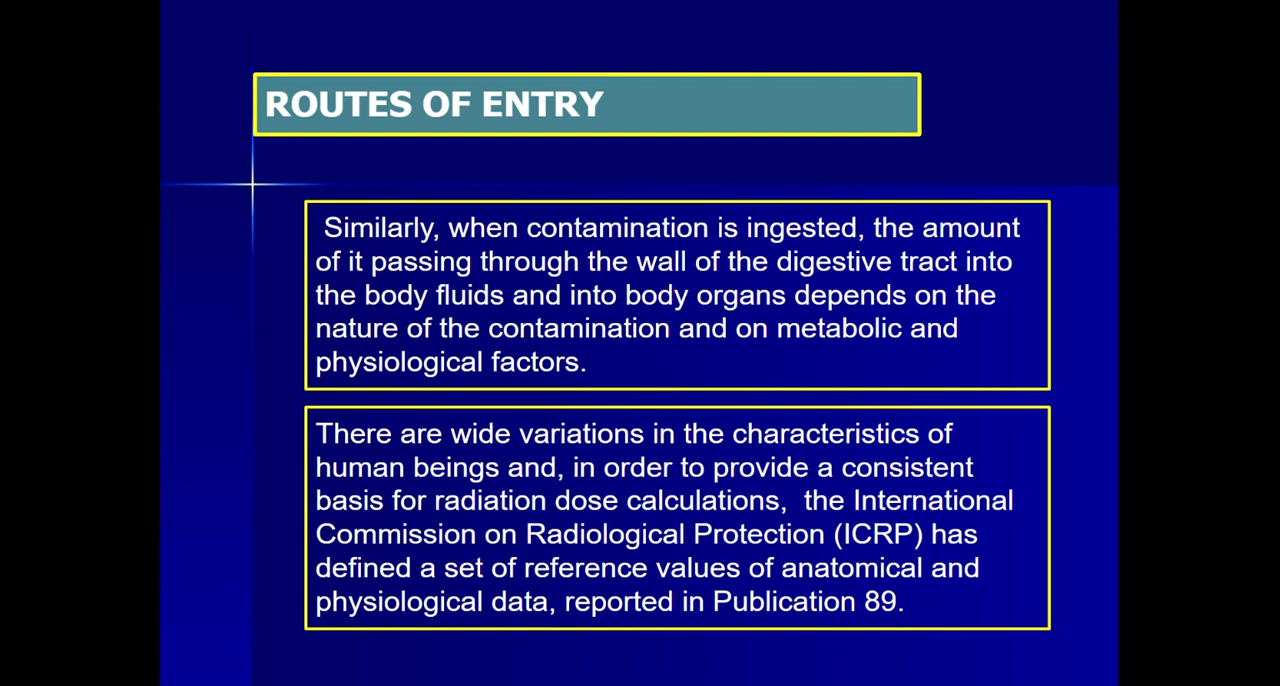 ROUTES OF ENTRY
Similarly, when contamination is ingested, the amount
of it passing through the wall of the digestive tract into
the body fluids and into body organs depends on the
nature of the contamination and on metabolic and
physiological factors.
There are wide variations in the characteristics of
human beings and, in order to provide a consistent
basis for radiation dose calculations,  the International
Commission on Radiological Protection (ICRP) has
defined a set of reference values of anatomical and
physiological data, reported in Publication 89.